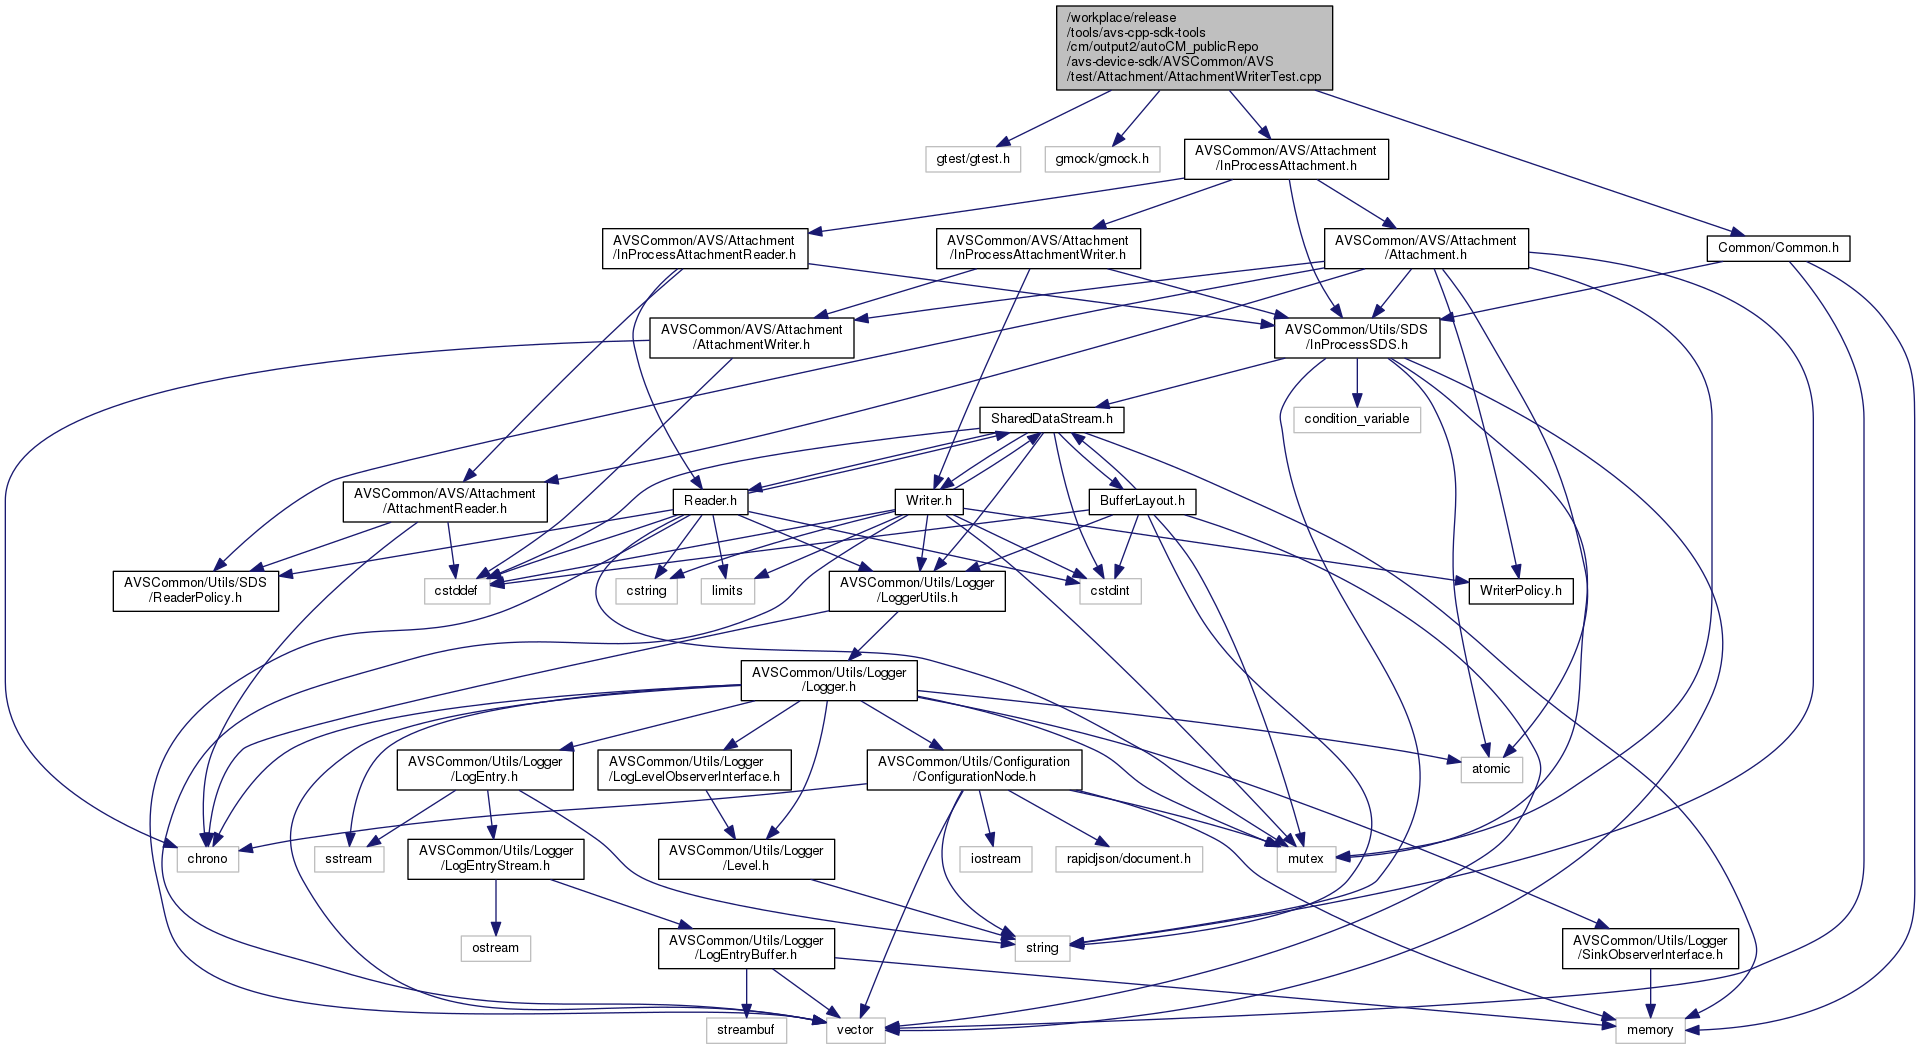 /workplace/release
/tools/avs-cpp-sdk-tools
/cm/output2/autoCM_publicRepo
/avs-device-sdk/AVSCommon/AVS
/test/Attachment/AttachmentWriterTest.cpp
gtest/gtest.h
gmock/gmock.h
AVSCommon/AVS/Attachment
/InProcessAttachment.h
AVSCommon/AVS/Attachment
/InProcessAttachmentReader.h
AVSCommon/AVS/Attachment
/InProcessAttachmentWriter.h
AVSCommon/AVS/Attachment
/Attachment.h
Common/Common.h
AVSCommon/AVS/Attachment
/AttachmentWriter.h
AVSCommon/Utils/SDS
/InProcessSDS.h
SharedDataStream.h
condition_variable
AVSCommon/AVS/Attachment
/AttachmentReader.h
Reader.h
Writer.h
BufferLayout.h
AVSCommon/Utils/SDS
/ReaderPolicy.h
cstddef
cstring
limits
AVSCommon/Utils/Logger
/LoggerUtils.h
cstdint
WriterPolicy.h
AVSCommon/Utils/Logger
/Logger.h
AVSCommon/Utils/Logger
/LogEntry.h
AVSCommon/Utils/Logger
/LogLevelObserverInterface.h
AVSCommon/Utils/Configuration
/ConfigurationNode.h
atomic
chrono
sstream
AVSCommon/Utils/Logger
/LogEntryStream.h
AVSCommon/Utils/Logger
/Level.h
iostream
rapidjson/document.h
mutex
ostream
AVSCommon/Utils/Logger
/LogEntryBuffer.h
string
AVSCommon/Utils/Logger
/SinkObserverInterface.h
streambuf
vector
memory